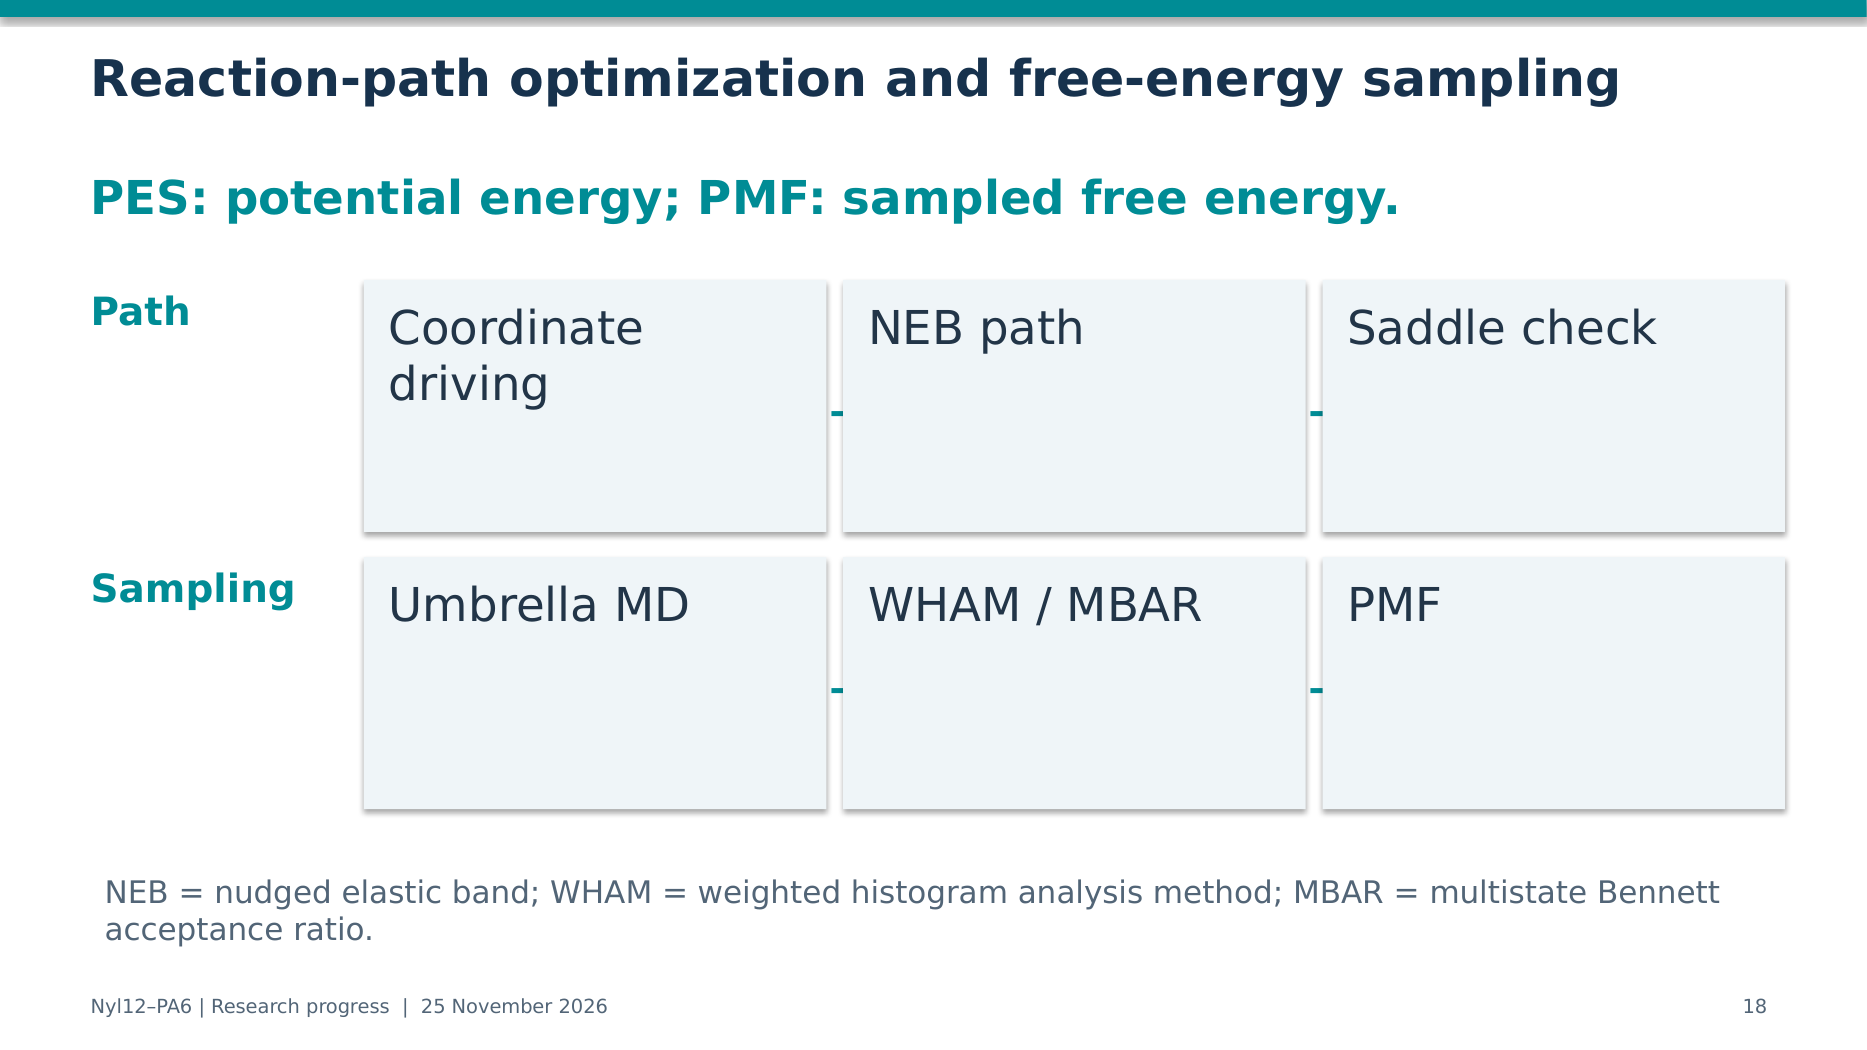 Reaction-path optimization and free-energy sampling
PES: potential energy; PMF: sampled free energy.
Path
Coordinate
driving
NEB path
Saddle check
Sampling
Umbrella MD
WHAM / MBAR
PMF
NEB = nudged elastic band; WHAM = weighted histogram analysis method; MBAR = multistate Bennett
acceptance ratio.
Nyl12–PA6 | Research progress | 25 November 2026
18